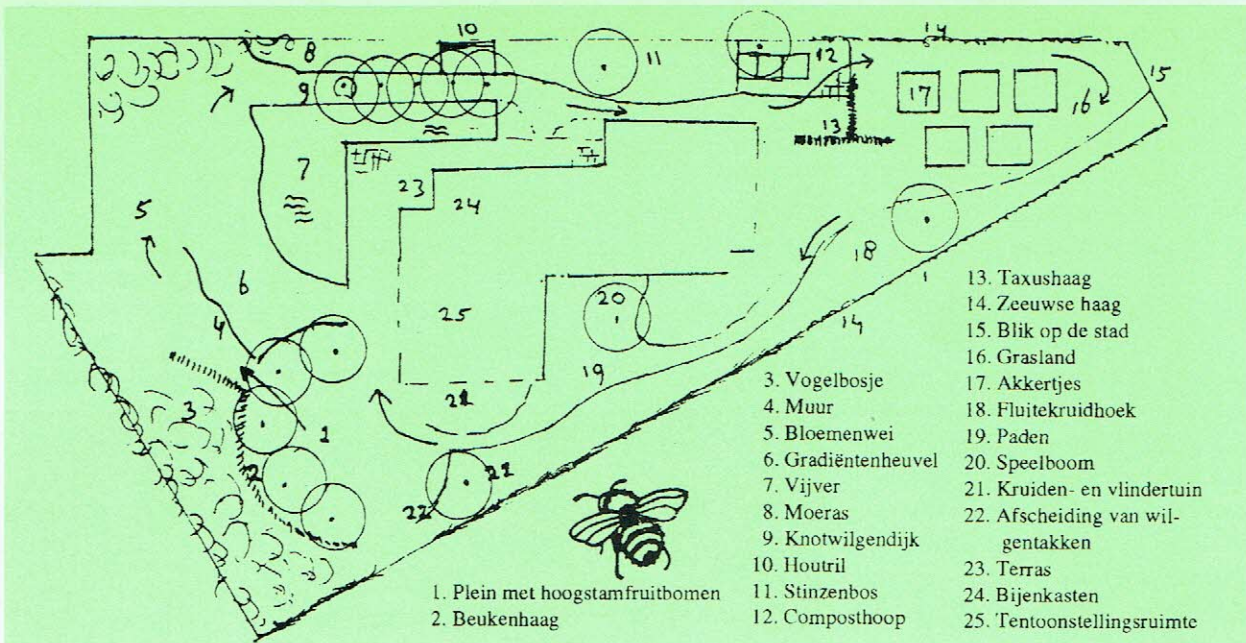 10
14
8
11
12
9
15
17
16
13
7
23
5
24
18
6
20
4
25
14
19
3
21
1
2
22
22
1. Plein met hoogstamfruitbomen
2. Beukenhaag
3. Vogelbosje
4. Muur
5. Bloemenwei
6. Gradiëntenheuvel
7. Vijver
8. Moeras
9. Knotwilgendijk
10. Houtril
11. Stinzenbos
12. Composthoop
13. Taxushaag
14. Zeeuwse haag
15. Blik op de stad
16. Grasland
17. Akkertjes
18. Fluitekruidhoek
19. Paden
20. Speelboom
21. Kruiden- en vlindertuin
22. Afscheiding van wil-
gentakken
23. Terras
24. Bijenkasten
25. Tentoonstellingsruimte